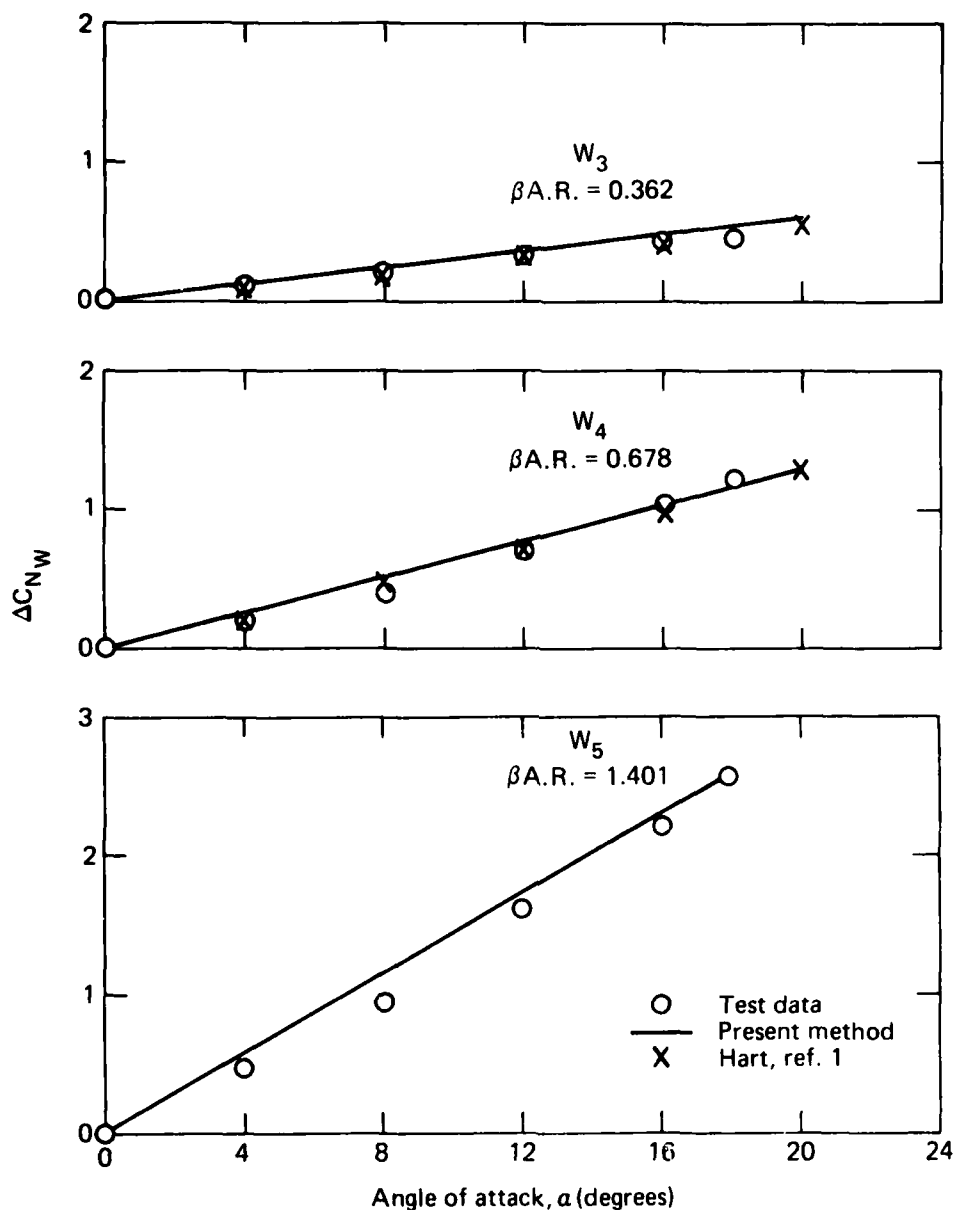 2
1
0
W3
βA.R. = 0.362
2
1
0
W4
βA.R. = 0.678
ΔCNW
3
2
1
0
W5
βA.R. = 1.401
O Test data
— Present method
X Hart, ref. 1
0 4 8 12 16 20 24
Angle of attack, α (degrees)